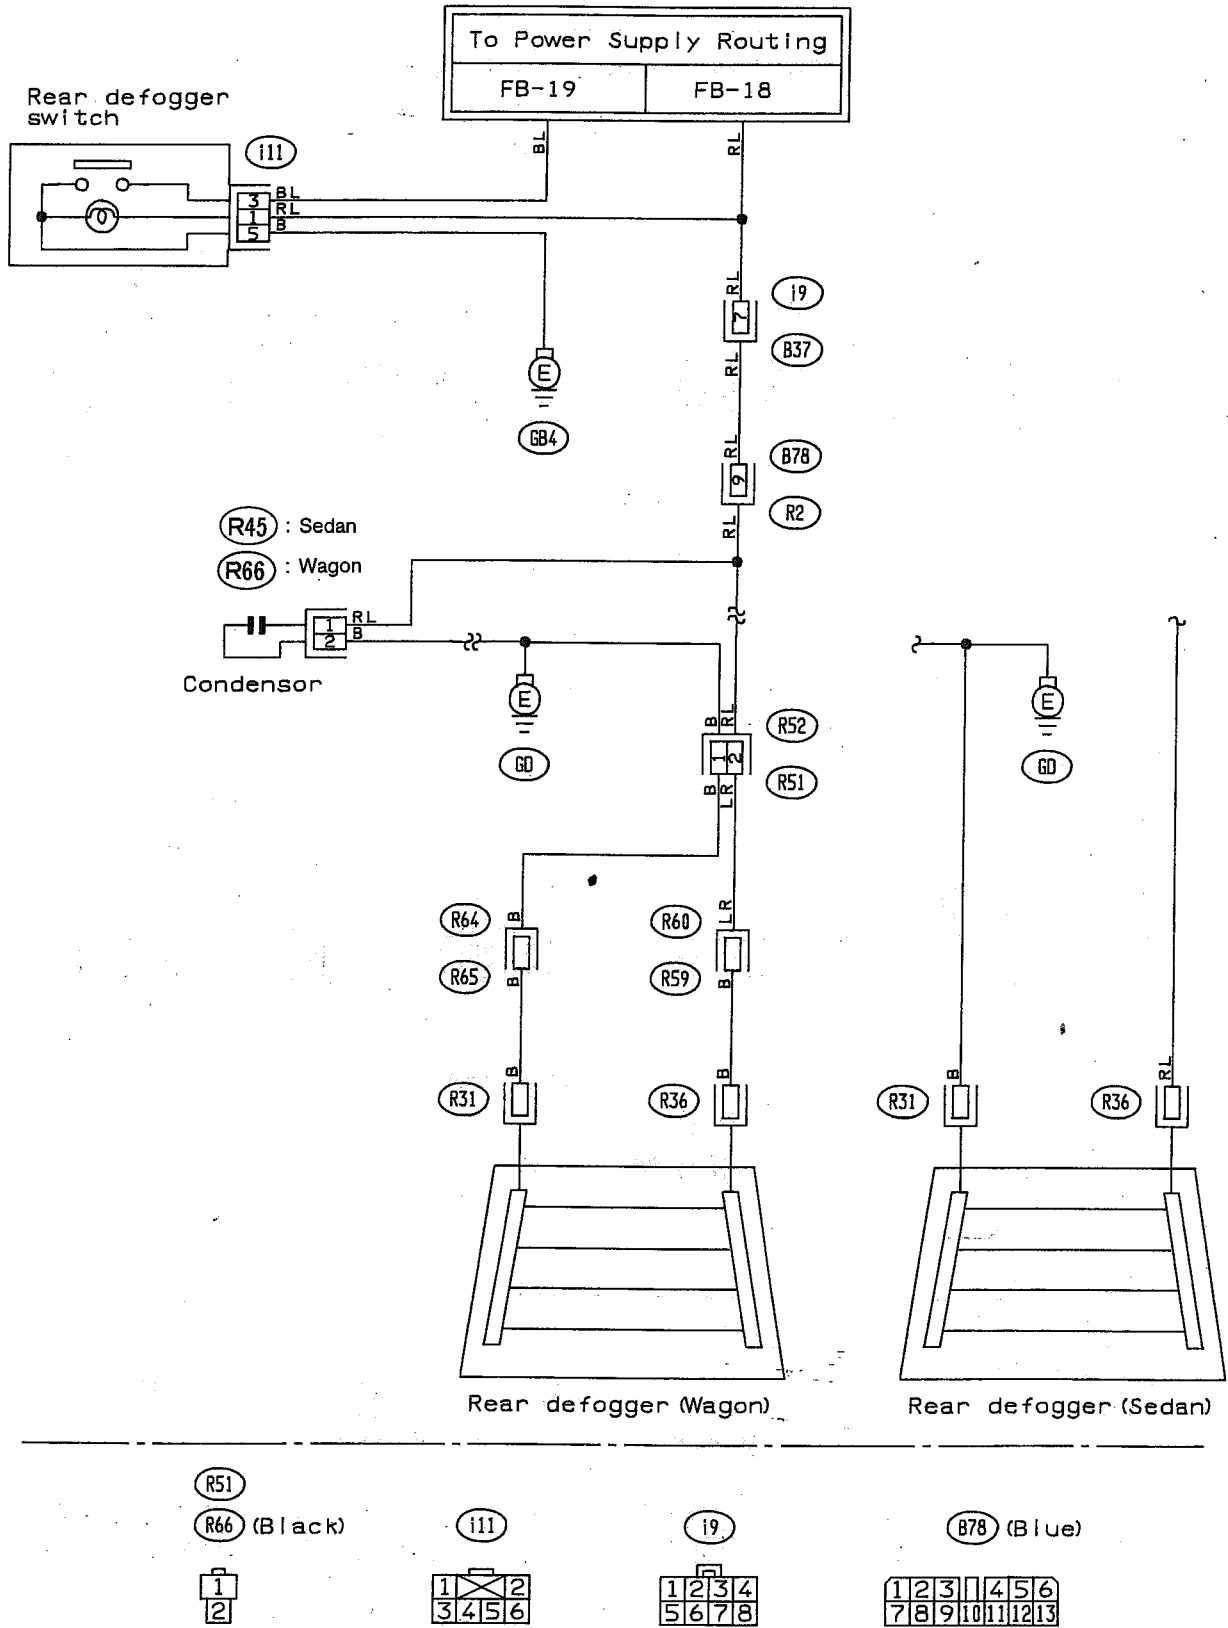 To Power Supply Routing
FB-19 FB-18
Rear defogger
switch
i11
BL
RL
3 BL
1 RL
5 B
RL
i9
7
B37
RL
E
GB4
RL
B78
9
R2
RL
R45 : Sedan
R66 : Wagon
1 RL
2 B
Condensor
E
GD
B RL
R52
1 2
R51
B LR
E
GD
R64
B
R65
B
R60
LR
R59
B
B
R31
B
R36
B
R31
RL
R36
Rear defogger (Wagon)
Rear defogger (Sedan)
R51
R66 (Black)
i11
i9
B78 (Blue)
1
2
1 2
3 4 5 6
1 2 3 4
5 6 7 8
1 2 3 4 5 6
7 8 9 10 11 12 13